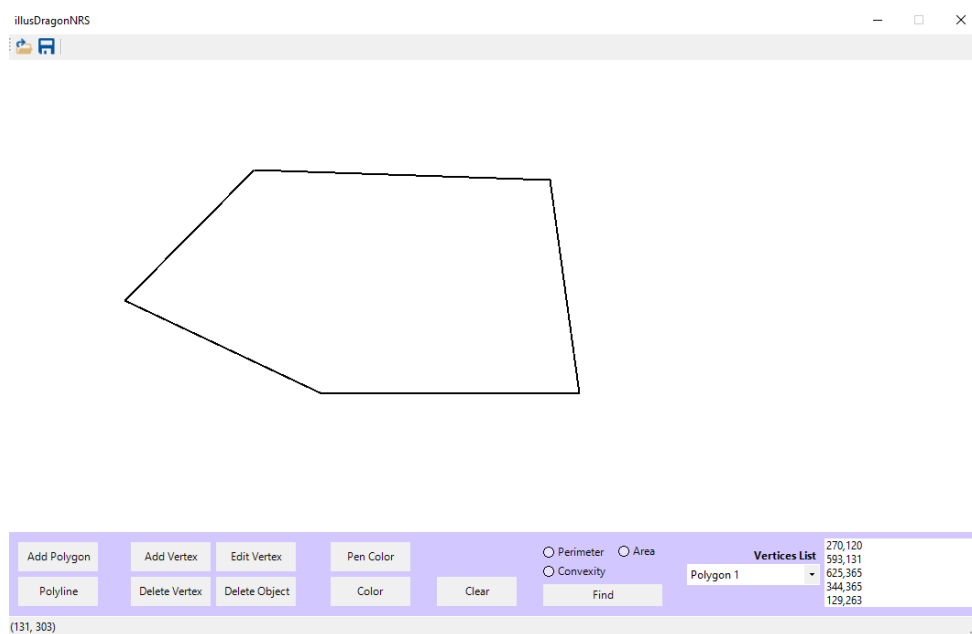 illusDragonNRS
Add Polygon
Add Vertex
Edit Vertex
Pen Color
Perimeter
Area
Convexity
Vertices List
Polygon 1
270,120
593,131
625,365
344,365
129,263
Polyline
Delete Vertex
Delete Object
Color
Clear
Find
(131, 303)